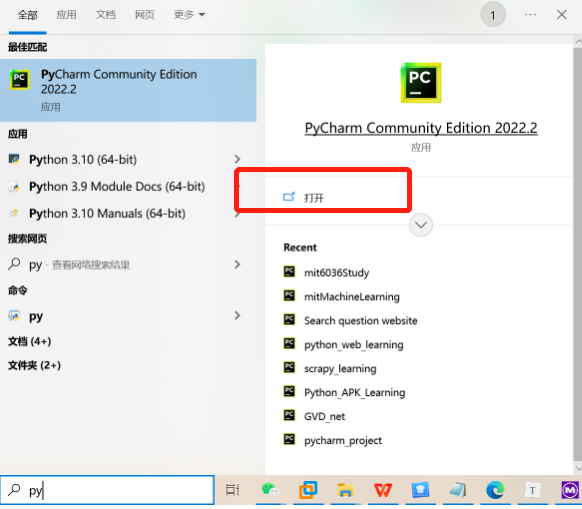 全部 应用 文档 网页 更多 1
最佳匹配
PyCharm Community Edition
2022.2
应用
应用
Python 3.10 (64-bit)
Python 3.9 Module Docs (64-bit)
Python 3.10 Manuals (64-bit)
搜索网页
py - 查看网络搜索结果
命令
py
文档 (4+)
文件夹 (2+)
PC
PyCharm Community Edition 2022.2
应用
打开
Recent
mit6036Study
mitMachineLearning
Search question website
python_web_learning
scrapy_learning
Python_APK_Learning
GVD_net
pycharm_project
py